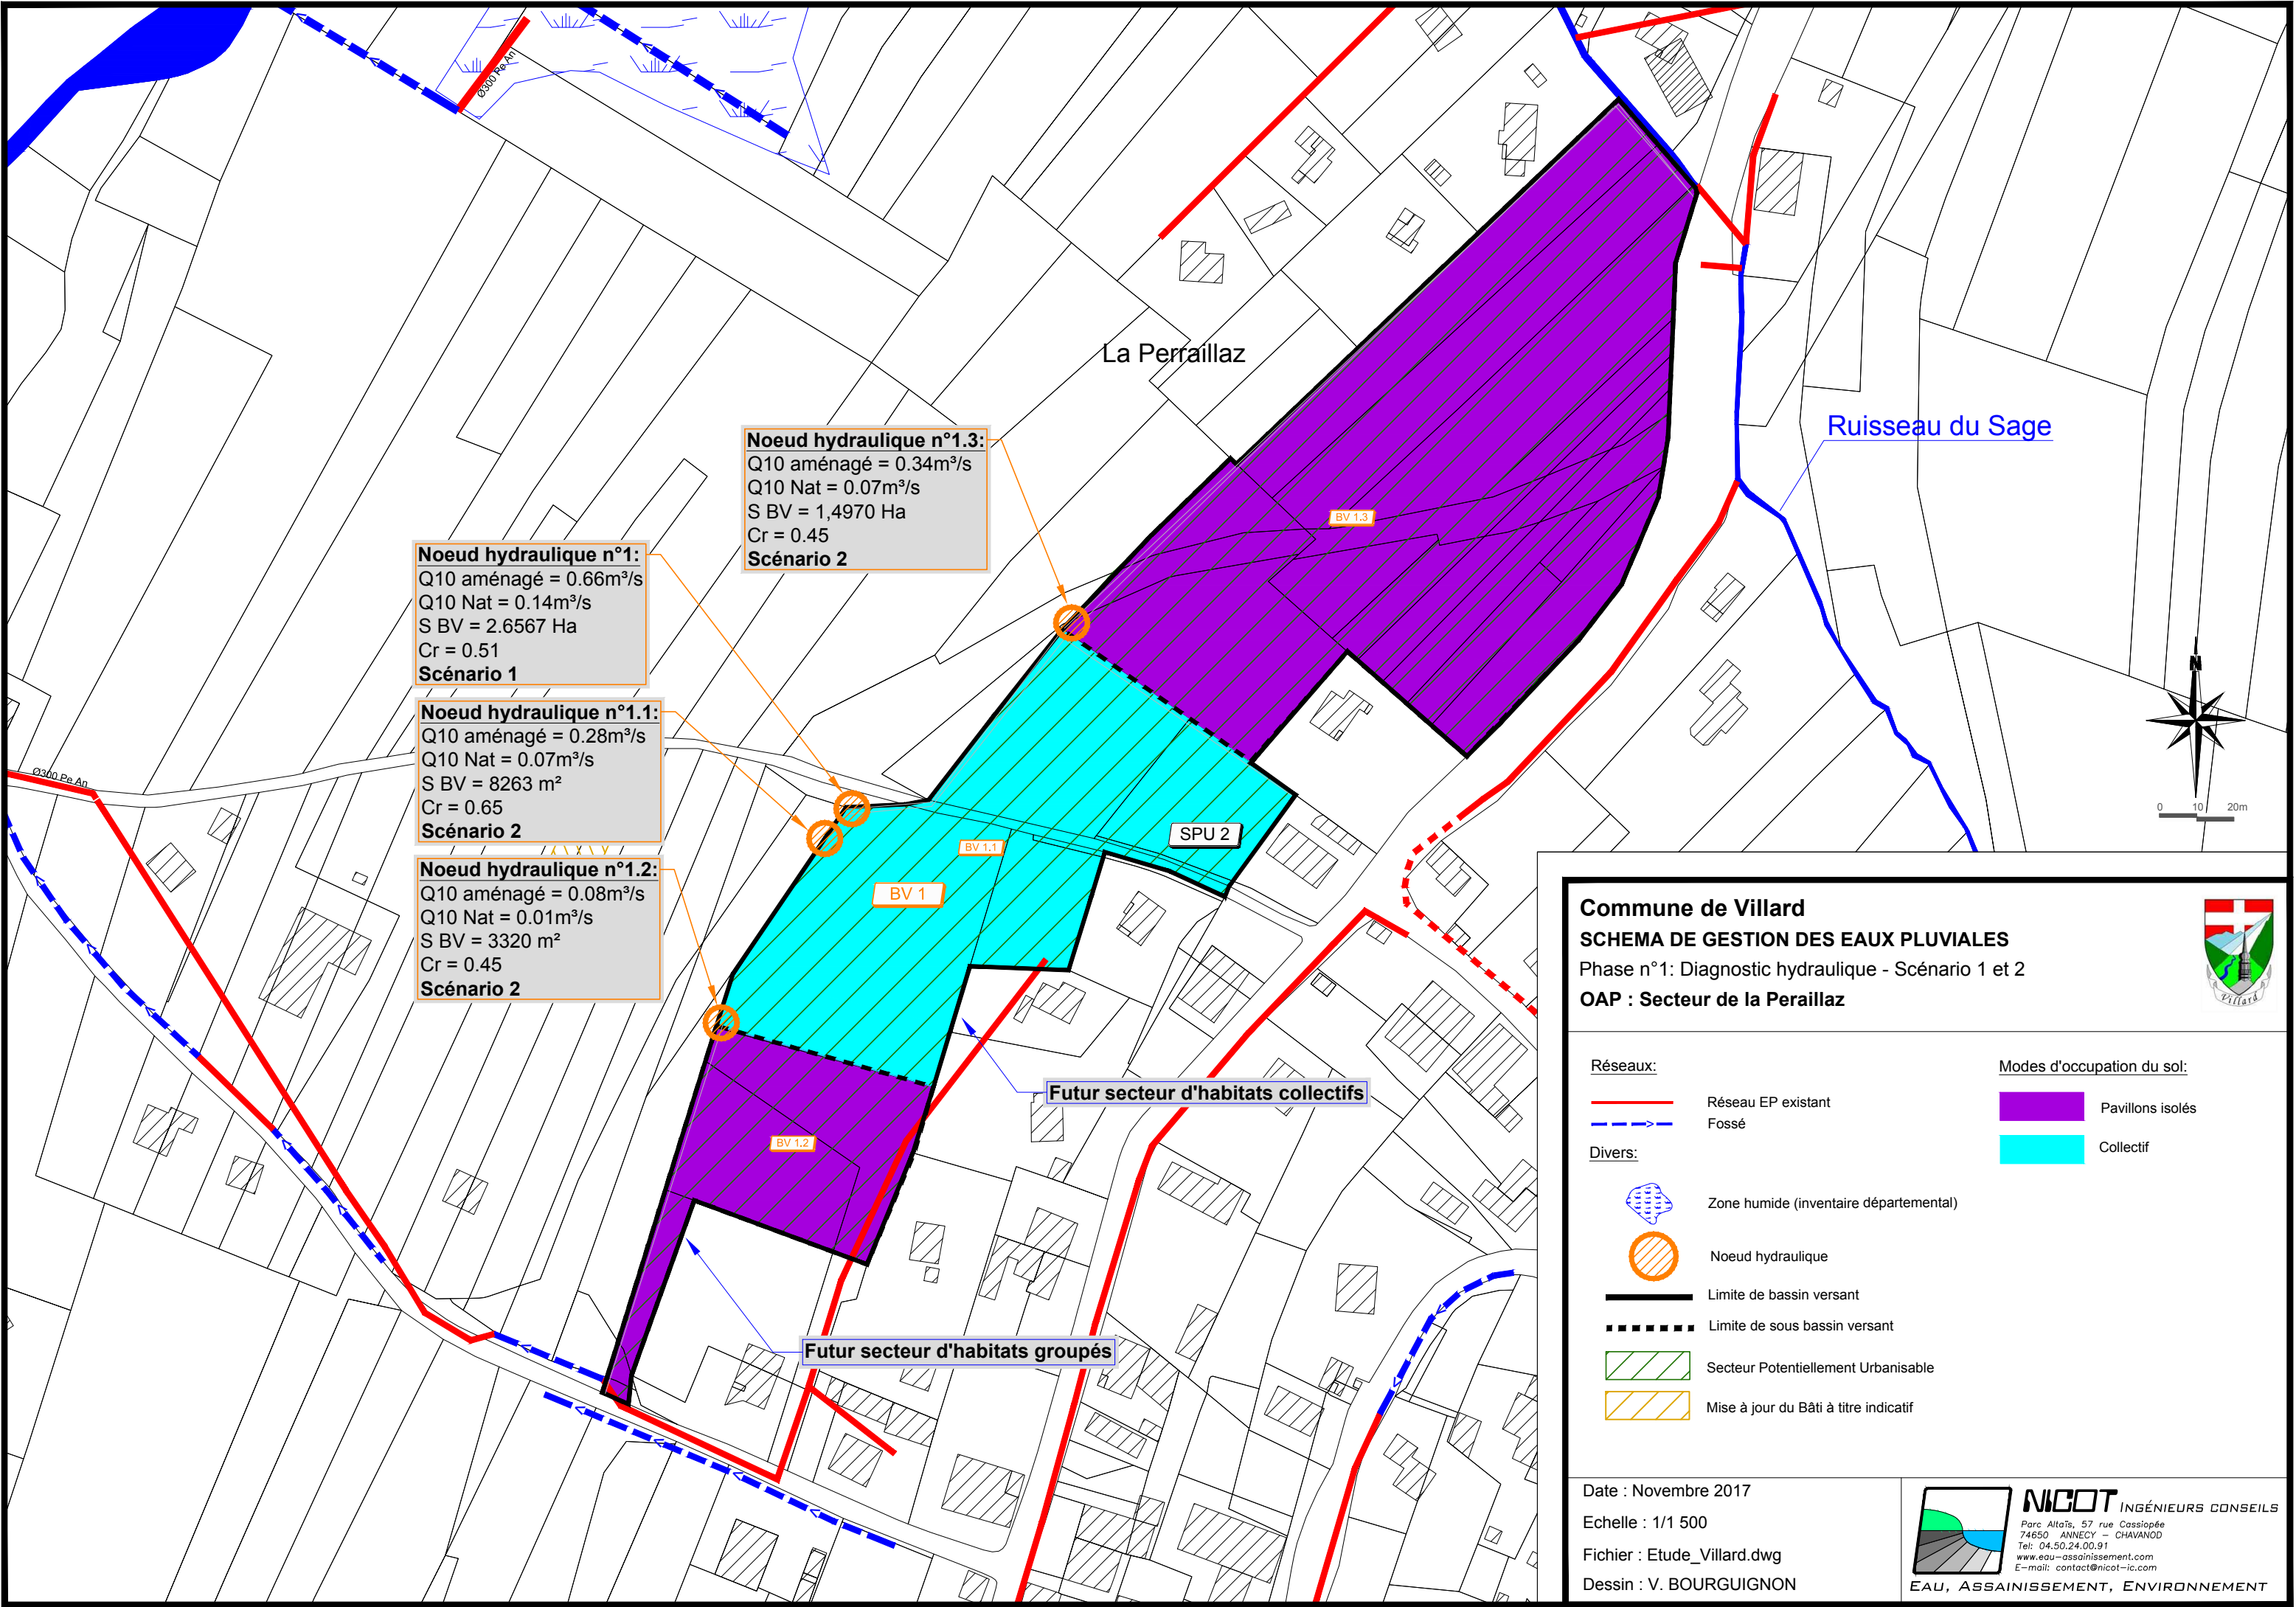 Ø300 Pe An
La Perraillaz
Ruisseau du Sage
Noeud hydraulique n°1.3:
Q10 aménagé = 0.34m³/s
Q10 Nat = 0.07m³/s
S BV = 1,4970 Ha
Cr = 0.45
Scénario 2
BV 1.3
Noeud hydraulique n°1:
Q10 aménagé = 0.66m³/s
Q10 Nat = 0.14m³/s
S BV = 2.6567 Ha
Cr = 0.51
Scénario 1
Noeud hydraulique n°1.1:
Q10 aménagé = 0.28m³/s
Q10 Nat = 0.07m³/s
S BV = 8263 m²
Cr = 0.65
Scénario 2
Noeud hydraulique n°1.2:
Q10 aménagé = 0.08m³/s
Q10 Nat = 0.01m³/s
S BV = 3320 m²
Cr = 0.45
Scénario 2
Ø300 Pe An
N
0 10 20m
SPU 2
BV 1.1
BV 1
BV 1.2
Futur secteur d'habitats collectifs
Futur secteur d'habitats groupés
Commune de Villard
SCHEMA DE GESTION DES EAUX PLUVIALES
Phase n°1: Diagnostic hydraulique - Scénario 1 et 2
OAP : Secteur de la Peraillaz
Villard
Réseaux:
Réseau EP existant
Fossé
Divers:
Zone humide (inventaire départemental)
Noeud hydraulique
Limite de bassin versant
Limite de sous bassin versant
Secteur Potentiellement Urbanisable
Mise à jour du Bâti à titre indicatif
Modes d'occupation du sol:
Pavillons isolés
Collectif
Date : Novembre 2017
Echelle : 1/1 500
Fichier : Etude_Villard.dwg
Dessin : V. BOURGUIGNON
NICOT INGÉNIEURS CONSEILS
Parc Altaïs, 57 rue Cassiopée
74650 ANNECY – CHAVANOD
Tel: 04.50.24.00.91
www.eau-assainissement.com
E-mail: contact@nicot-ic.com
EAU, ASSAINISSEMENT, ENVIRONNEMENT